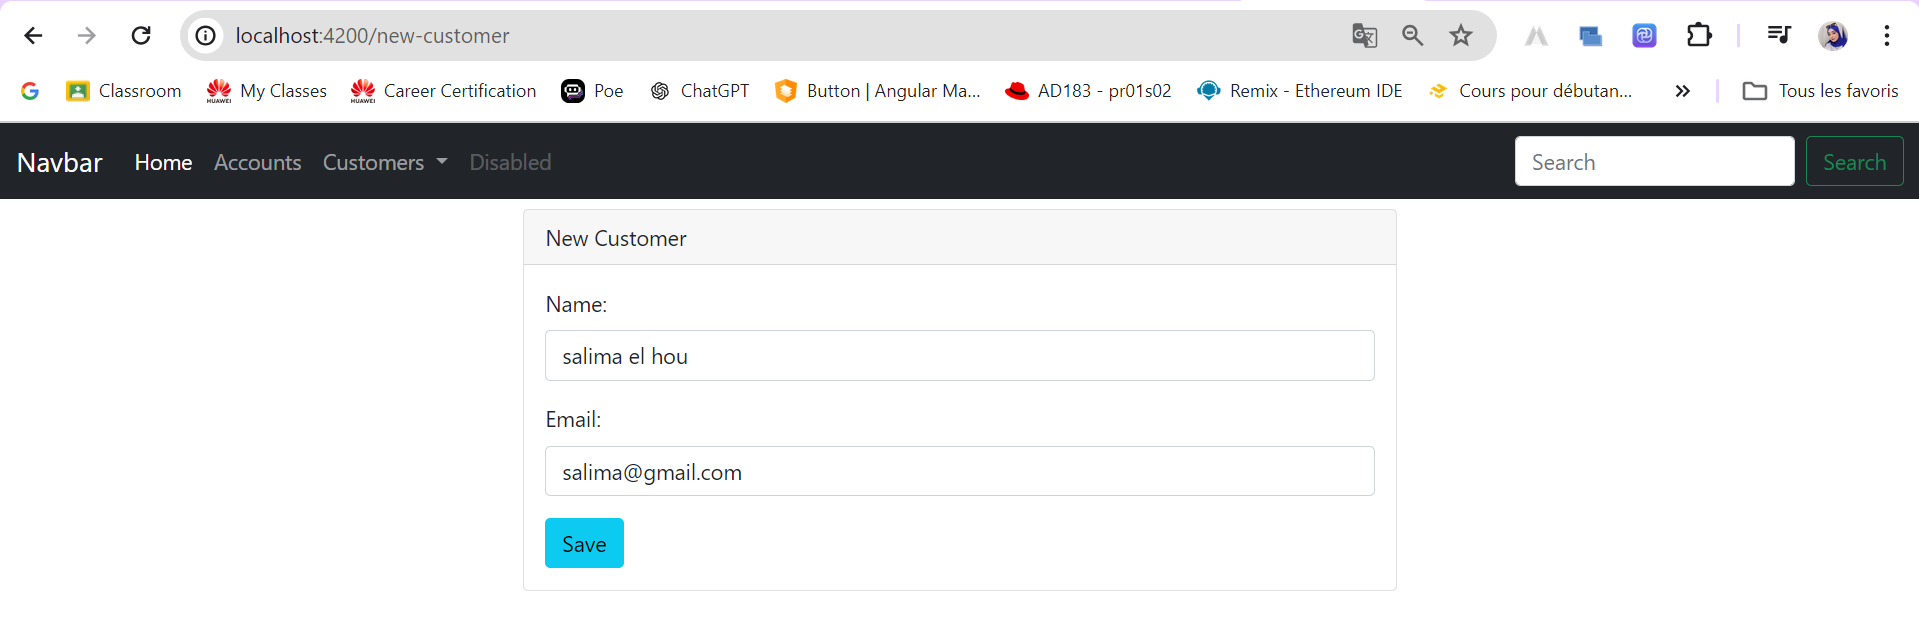 localhost:4200/new-customer
Classroom My Classes Career Certification Poe ChatGPT Button | Angular Ma... AD183 - pr01s02 Remix - Ethereum IDE Cours pour débutan... Tous les favoris
Navbar Home Accounts Customers Disabled Search Search
New Customer
Name:
salima el hou
Email:
salima@gmail.com
Save